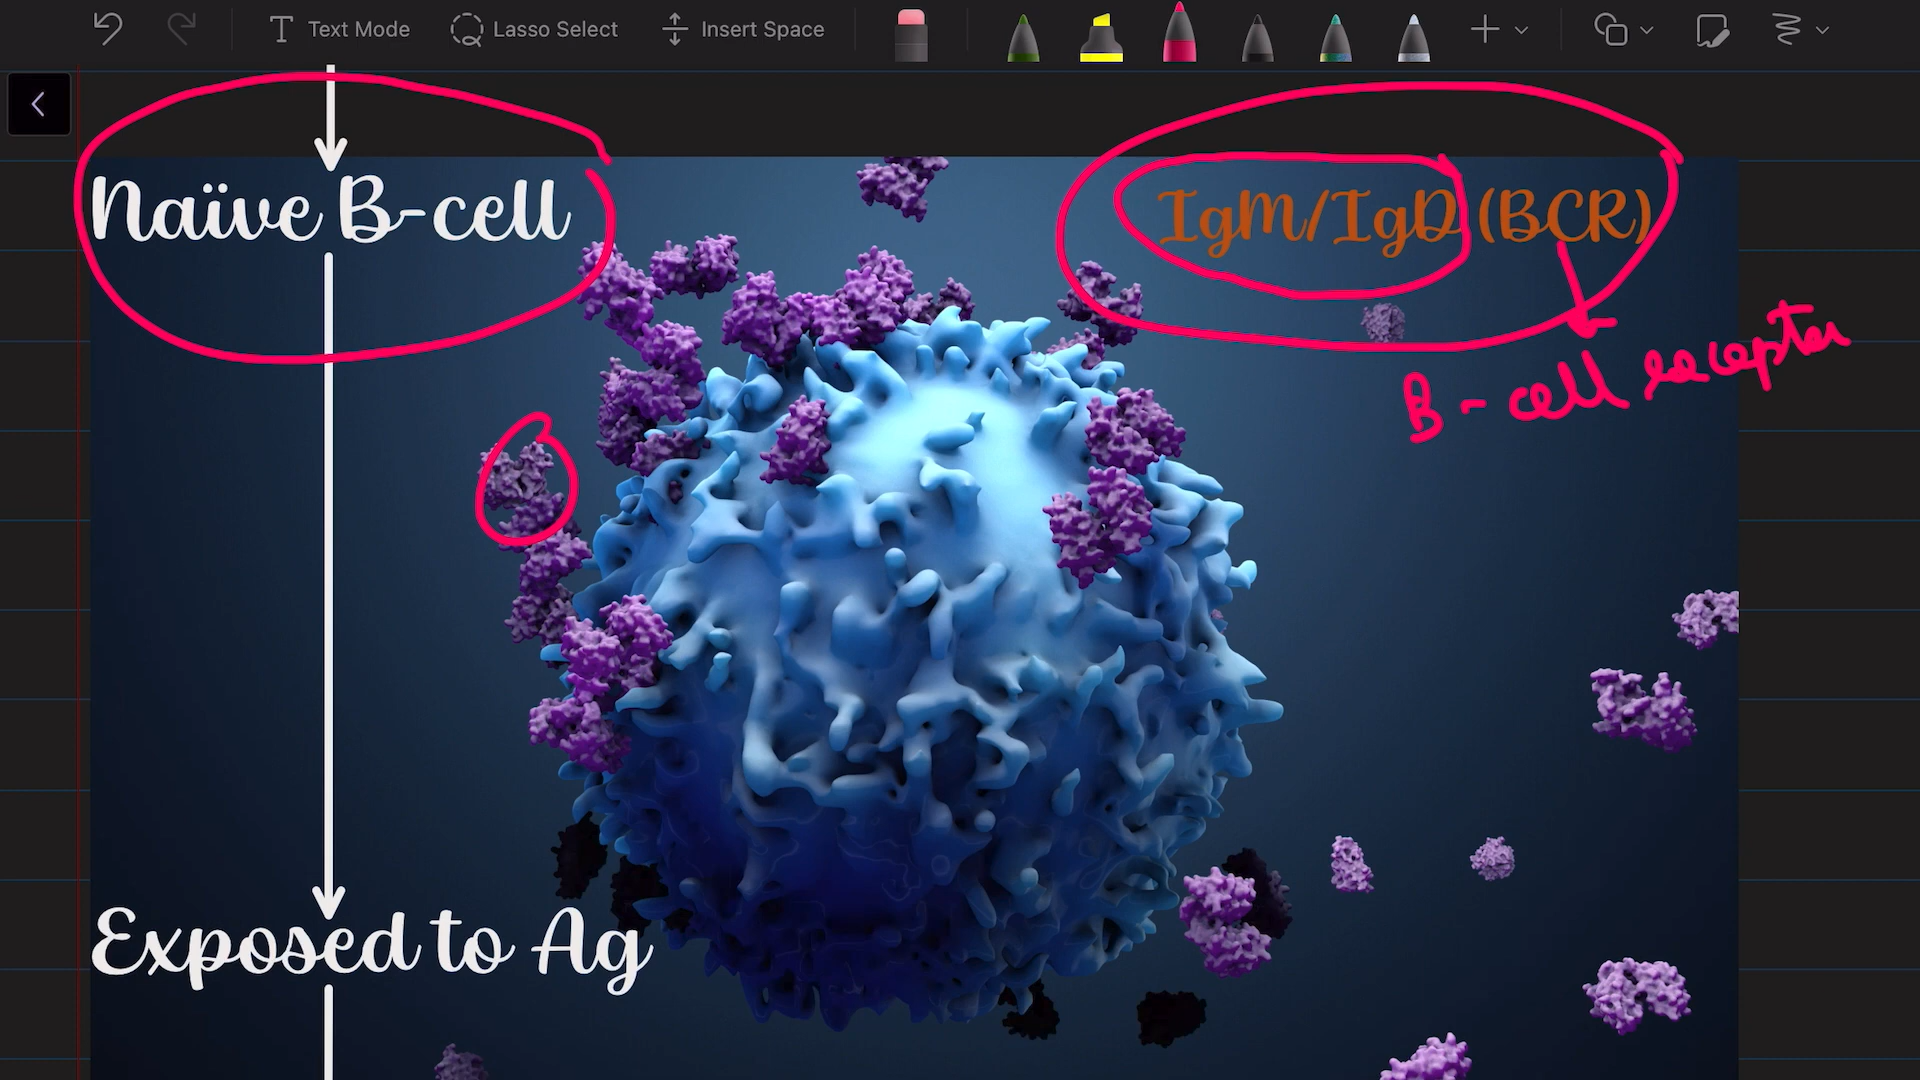 Text Mode
Lasso Select
Insert Space
Naïve B-cell
IgM/IgD (BCR)
B-cell receptor
Exposed to Ag